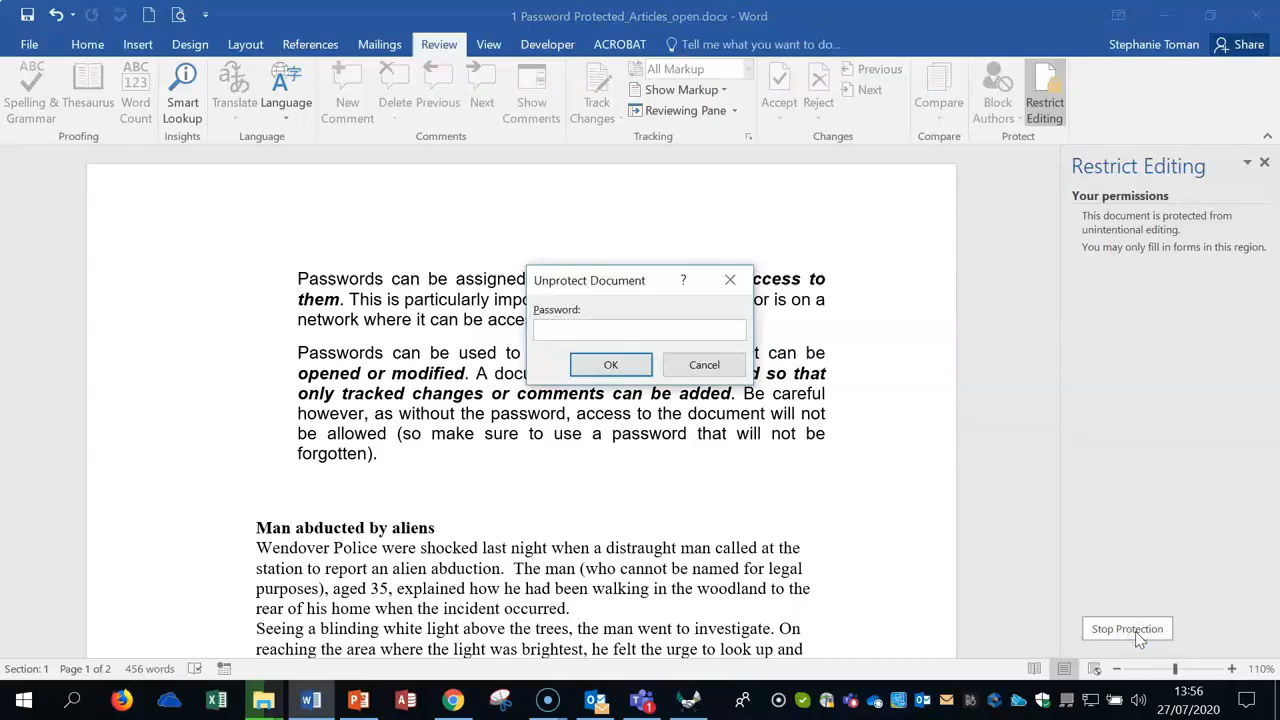 1 Password Protected_Articles_open.docx - Word
File Home Insert Design Layout References Mailings Review View Developer ACROBAT Tell me what you want to do... Stephanie Toman Share
Spelling & Grammar
Thesaurus
ABC 123
Word Count
Smart Lookup
Translate
Language
New Comment
Delete
Previous
Next
Show Comments
Track Changes
All Markup
Show Markup
Reviewing Pane
Accept
Reject
Previous
Next
Compare
Block Authors
Restrict Editing
Proofing Insights Language Comments Tracking Changes Compare Protect
Restrict Editing
Your permissions
This document is protected from
unintentional editing.
You may only fill in forms in this region.
Stop Protection
Unprotect Document ?
Password:
OK Cancel
Passwords can be assigned ccess to
them. This is particularly impo or is on a
network where it can be acce
Passwords can be used to t can be
opened or modified. A docu d so that
only tracked changes or comments can be added. Be careful
however, as without the password, access to the document will not
be allowed (so make sure to use a password that will not be
forgotten).
Man abducted by aliens
Wendover Police were shocked last night when a distraught man called at the
station to report an alien abduction. The man (who cannot be named for legal
purposes), aged 35, explained how he had been walking in the woodland to the
rear of his home when the incident occurred.
Seeing a blinding white light above the trees, the man went to investigate. On
reaching the area where the light was brightest, he felt the urge to look up and
Section: 1 Page 1 of 2 456 words 110%
13:56
27/07/2020